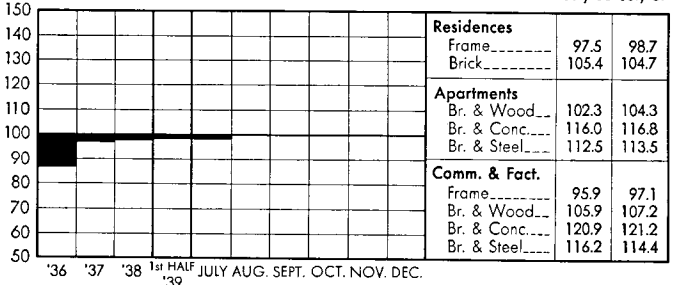 150
140
130
120
110
100
90
80
70
60
50
'36 '37 '38 1st HALF '39 JULY AUG. SEPT. OCT. NOV. DEC.
Residences
Frame 97.5 98.7
Brick 105.4 104.7
Apartments
Br. & Wood 102.3 104.3
Br. & Conc. 116.0 116.8
Br. & Steel 112.5 113.5
Comm. & Fact.
Frame 95.9 97.1
Br. & Wood 105.9 107.2
Br. & Conc. 120.9 121.2
Br. & Steel 116.2 114.4